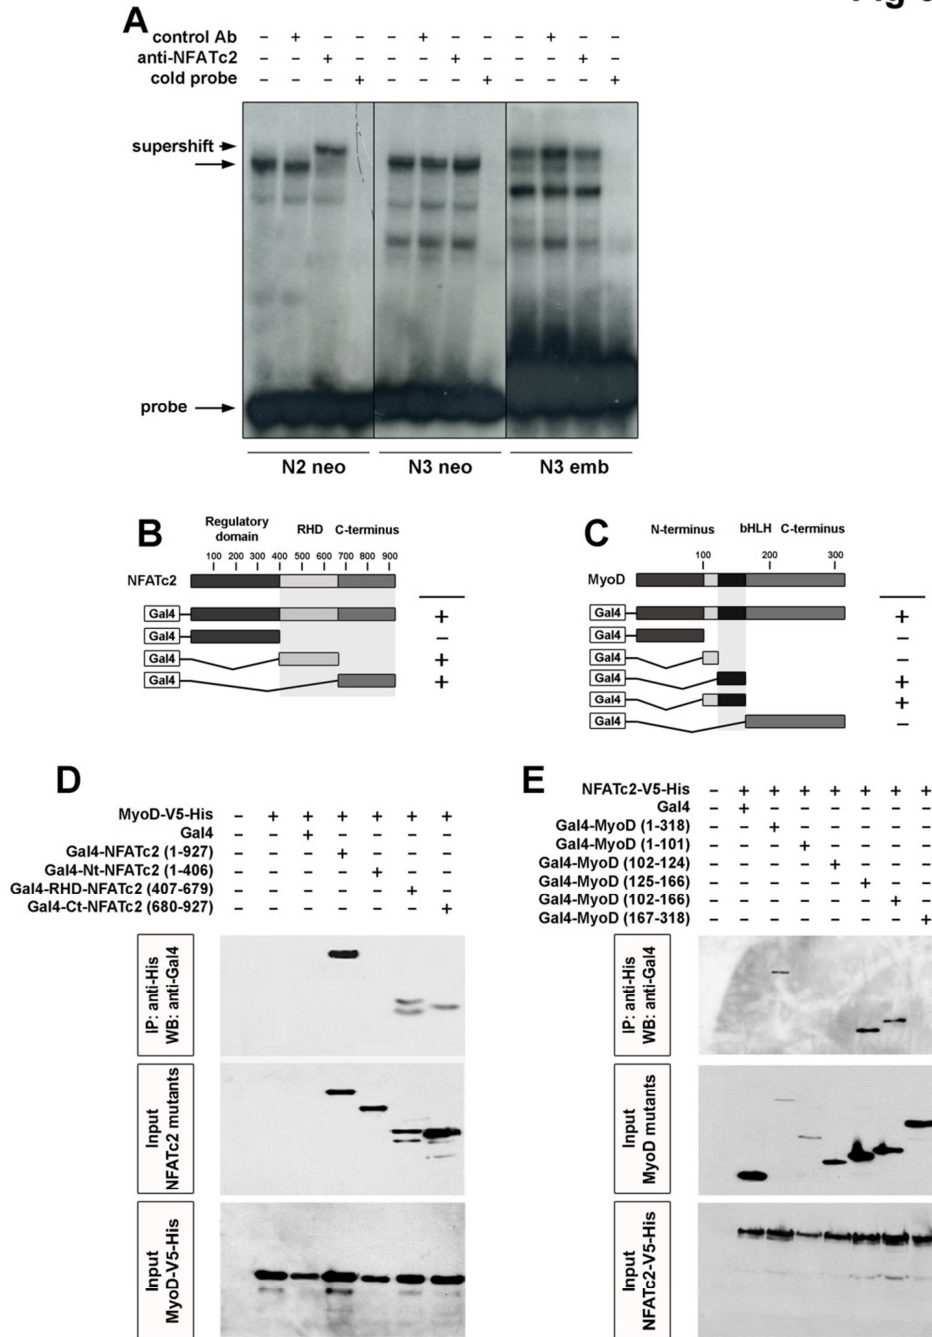 Fig
A
control Ab - + - - - + - - - + - -
anti-NFATc2 - - + - - - + - - - + -
cold probe - - - + - - - + - - - +
supershift
probe
N2 neo N3 neo N3 emb
B
Regulatory domain RHD C-terminus
100 200 300 400 500 600 700 800 900
NFATc2
Gal4 +
Gal4 -
Gal4 +
Gal4 +
C
N-terminus bHLH C-terminus
100 200 300
MyoD
Gal4 +
Gal4 -
Gal4 -
Gal4 +
Gal4 +
Gal4 -
D
MyoD-V5-His - + + + + + +
Gal4 - - + - - - -
Gal4-NFATc2 (1-927) - - - + - - -
Gal4-Nt-NFATc2 (1-406) - - - - + - -
Gal4-RHD-NFATc2 (407-679) - - - - - + -
Gal4-Ct-NFATc2 (680-927) - - - - - - +
IP: anti-His
WB: anti-Gal4
Input
NFATc2 mutants
Input
MyoD-V5-His
E
NFATc2-V5-His - + + + + + + +
Gal4 - + - - - - - -
Gal4-MyoD (1-318) - - + - - - - -
Gal4-MyoD (1-101) - - - + - - - -
Gal4-MyoD (102-124) - - - - + - - -
Gal4-MyoD (125-166) - - - - - + - -
Gal4-MyoD (102-166) - - - - - - + -
Gal4-MyoD (167-318) - - - - - - - +
IP: anti-His
WB: anti-Gal4
Input
MyoD mutants
Input
NFATc2-V5-His